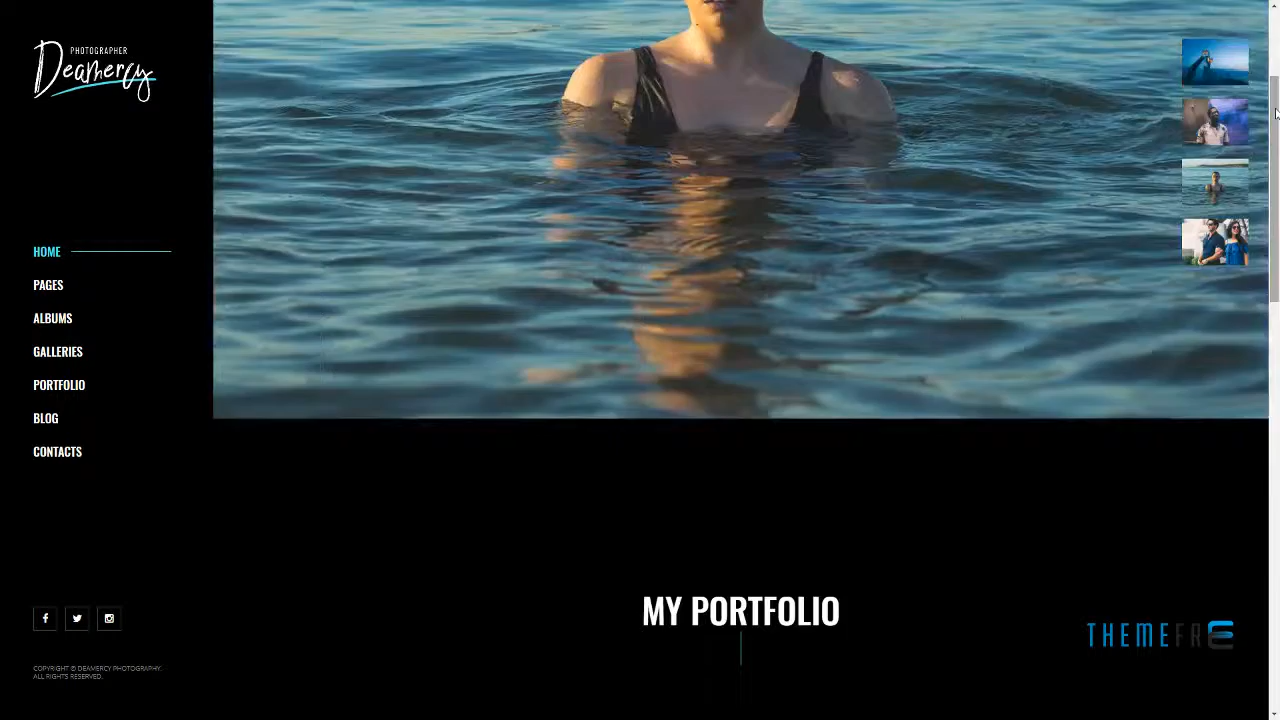 PHOTOGRAPHER
Deamercy
HOME
PAGES
ALBUMS
GALLERIES
PORTFOLIO
BLOG
CONTACTS
MY PORTFOLIO
THEMEFRE
COPYRIGHT © DEAMERCY PHOTOGRAPHY.
ALL RIGHTS RESERVED.